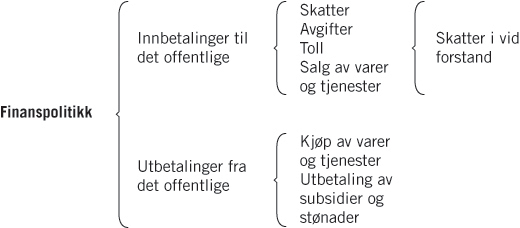 Finanspolitikk
Innbetalinger til
det offentlige
Skatter
Avgifter
Toll
Salg av varer
og tjenester
Skatter i vid
forstand
Utbetalinger fra
det offentlige
Kjøp av varer
og tjenester
Utbetaling av
subsidier og
stønader